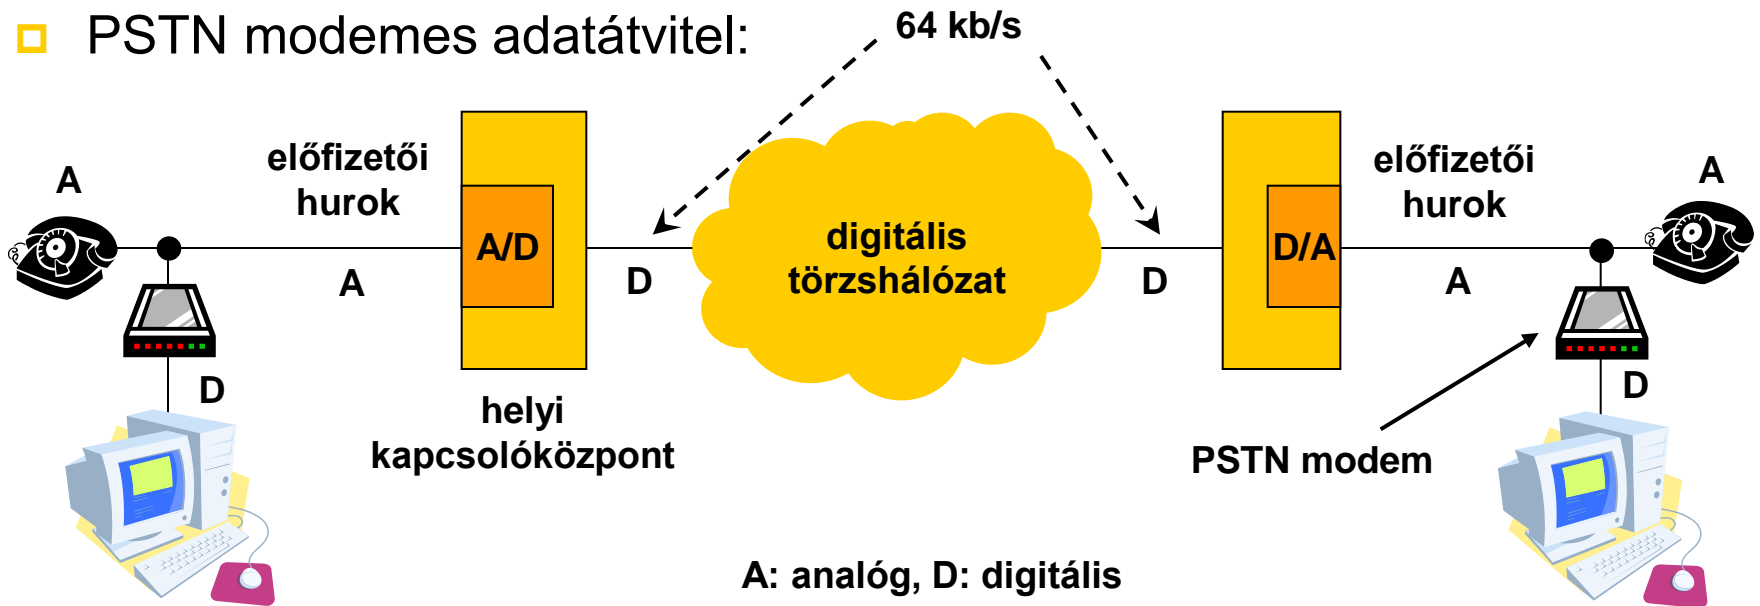 PSTN modemes adatátvitel:
64 kb/s
A
előfizetői
hurok
A
A/D
D
digitális
törzshálózat
D
D/A
előfizetői
hurok
A
A
D
helyi
kapcsolóközpont
PSTN modem
D
A: analóg, D: digitális